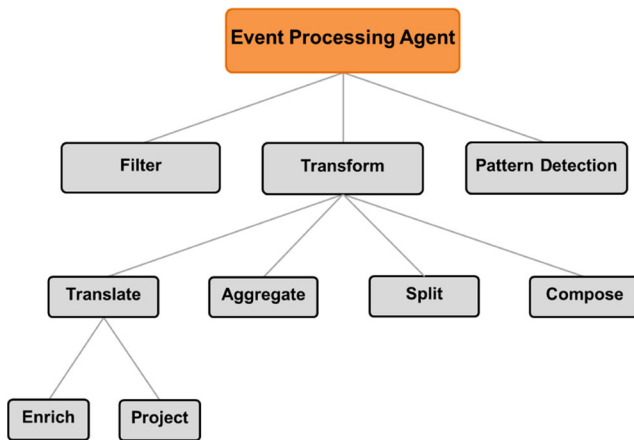 Event Processing Agent
Filter
Transform
Pattern Detection
Translate
Aggregate
Split
Compose
Enrich
Project